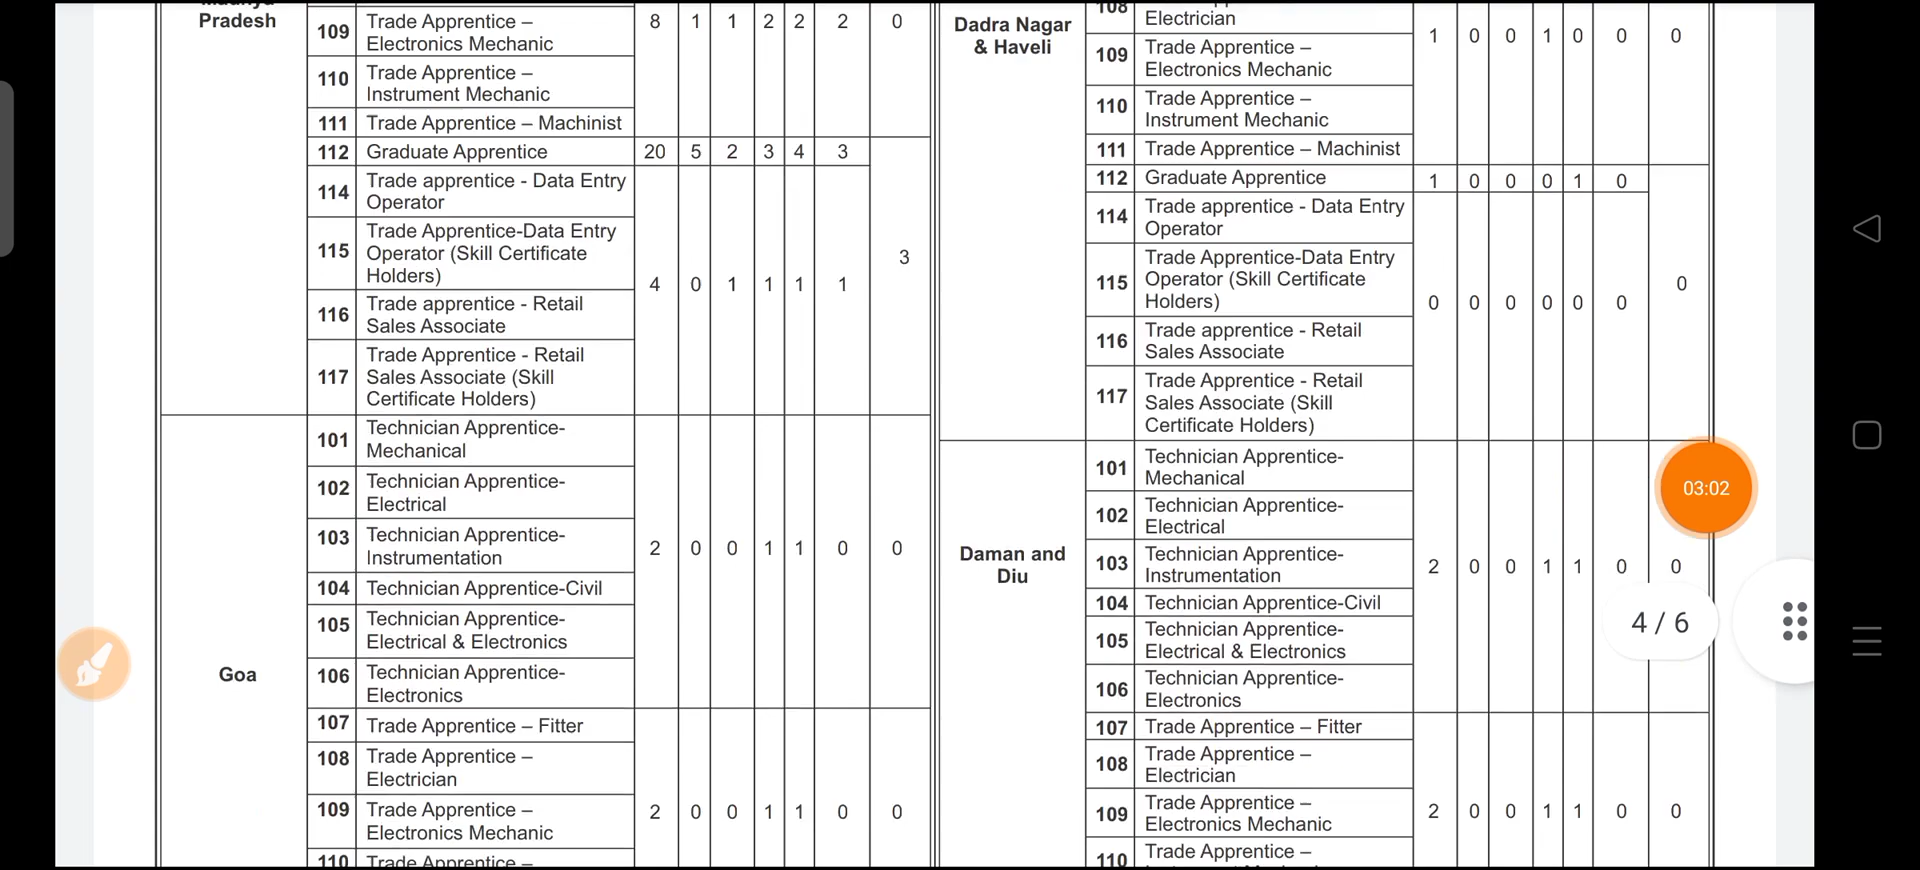 Pradesh
109 Trade Apprentice –
Electronics Mechanic
8 1 1 2 2 2 0
110 Trade Apprentice –
Instrument Mechanic
111 Trade Apprentice – Machinist
112 Graduate Apprentice 20 5 2 3 4 3
114 Trade apprentice - Data Entry
Operator
115 Trade Apprentice-Data Entry
Operator (Skill Certificate
Holders)
3
4 0 1 1 1 1
116 Trade apprentice - Retail
Sales Associate
117 Trade Apprentice - Retail
Sales Associate (Skill
Certificate Holders)
Goa
101 Technician Apprentice-
Mechanical
102 Technician Apprentice-
Electrical
103 Technician Apprentice-
Instrumentation
2 0 0 1 1 0 0
104 Technician Apprentice-Civil
105 Technician Apprentice-
Electrical & Electronics
106 Technician Apprentice-
Electronics
107 Trade Apprentice – Fitter
108 Trade Apprentice –
Electrician
109 Trade Apprentice –
Electronics Mechanic
2 0 0 1 1 0 0
110 Trade Apprentice –
Dadra Nagar
& Haveli
108
Electrician
1 0 0 1 0 0 0
109 Trade Apprentice –
Electronics Mechanic
110 Trade Apprentice –
Instrument Mechanic
111 Trade Apprentice – Machinist
112 Graduate Apprentice 1 0 0 0 1 0
114 Trade apprentice - Data Entry
Operator
115 Trade Apprentice-Data Entry
Operator (Skill Certificate
Holders)
0
0 0 0 0 0 0
116 Trade apprentice - Retail
Sales Associate
117 Trade Apprentice - Retail
Sales Associate (Skill
Certificate Holders)
Daman and
Diu
101 Technician Apprentice-
Mechanical
102 Technician Apprentice-
Electrical
103 Technician Apprentice-
Instrumentation
2 0 0 1 1 0 0
104 Technician Apprentice-Civil
105 Technician Apprentice-
Electrical & Electronics
106 Technician Apprentice-
Electronics
107 Trade Apprentice – Fitter
108 Trade Apprentice –
Electrician
109 Trade Apprentice –
Electronics Mechanic
2 0 0 1 1 0 0
110 Trade Apprentice –
03:02
4 / 6